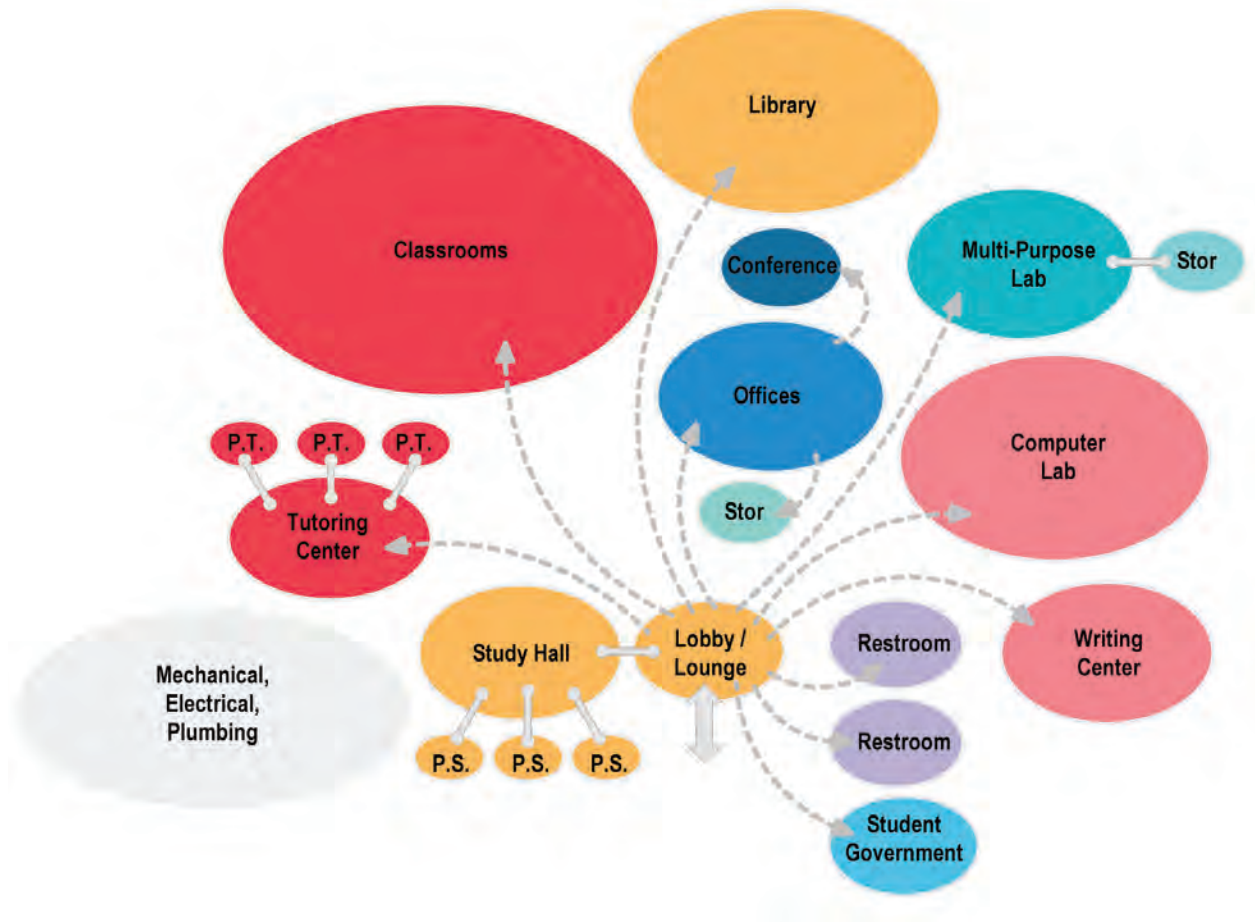 Library
Classrooms
Conference
Multi-Purpose
Lab
Stor
Offices
P.T.
P.T.
P.T.
Computer
Lab
Stor
Tutoring
Center
Study Hall
Lobby /
Lounge
Restroom
Writing
Center
Mechanical,
Electrical,
Plumbing
Restroom
P.S.
P.S.
P.S.
Student
Government